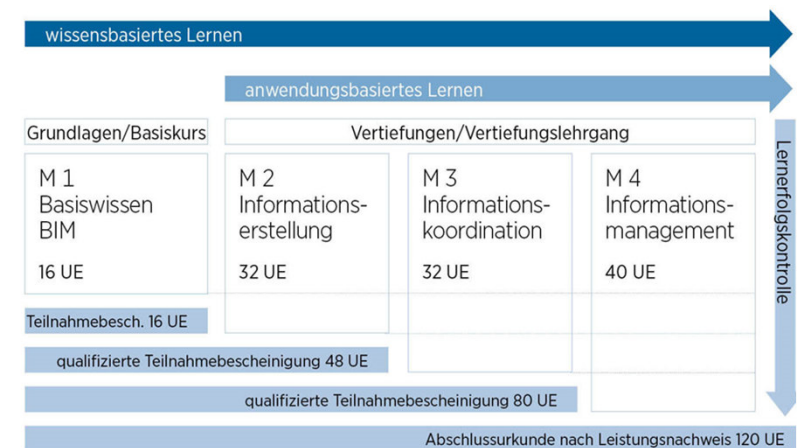 wissensbasiertes Lernen
anwendungsbasiertes Lernen
Grundlagen/Basiskurs
Vertiefungen/Vertiefungslehrgang
M 1
Basiswissen
BIM
16 UE
M 2
Informations-
erstellung
32 UE
M 3
Informations-
koordination
32 UE
M 4
Informations-
management
40 UE
Lernerfolgskontrolle
Teilnahmebesch. 16 UE
qualifizierte Teilnahmebescheinigung 48 UE
qualifizierte Teilnahmebescheinigung 80 UE
Abschlussurkunde nach Leistungsnachweis 120 UE